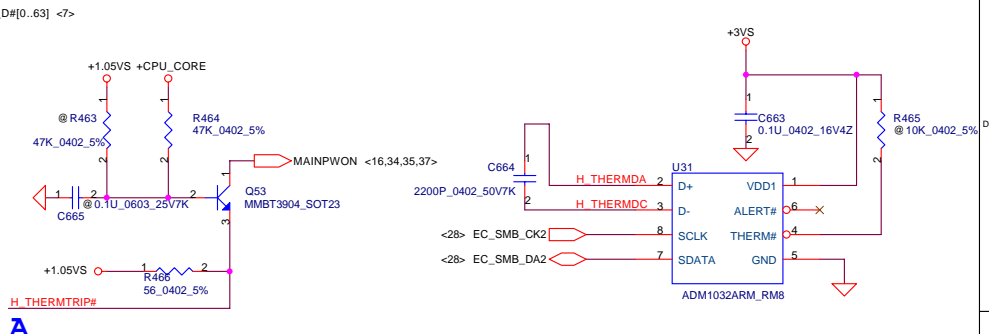 _D#[0..63] <7>
+1.05VS +CPU_CORE
1
1
@ R463
47K_0402_5%
2
R464
47K_0402_5%
2
1
2
@ 0.1U_0603_25V7K
C665
2
1
MAINPWON <16,34,35,37>
Q53
MMBT3904_SOT23
3
+1.05VS
1
2
R466
56_0402_5%
H_THERMTRIP#
A
+3VS
1
C663
0.1U_0402_16V4Z
2
1
R465
@ 10K_0402_5%
2
D
C664
1
2200P_0402_50V7K
2
U31
H_THERMDA 2 D+
VDD1 1
H_THERMDC 3 D-
ALERT# 6
<28> EC_SMB_CK2 8 SCLK
THERM# 4
<28> EC_SMB_DA2 7 SDATA
GND 5
ADM1032ARM_RM8